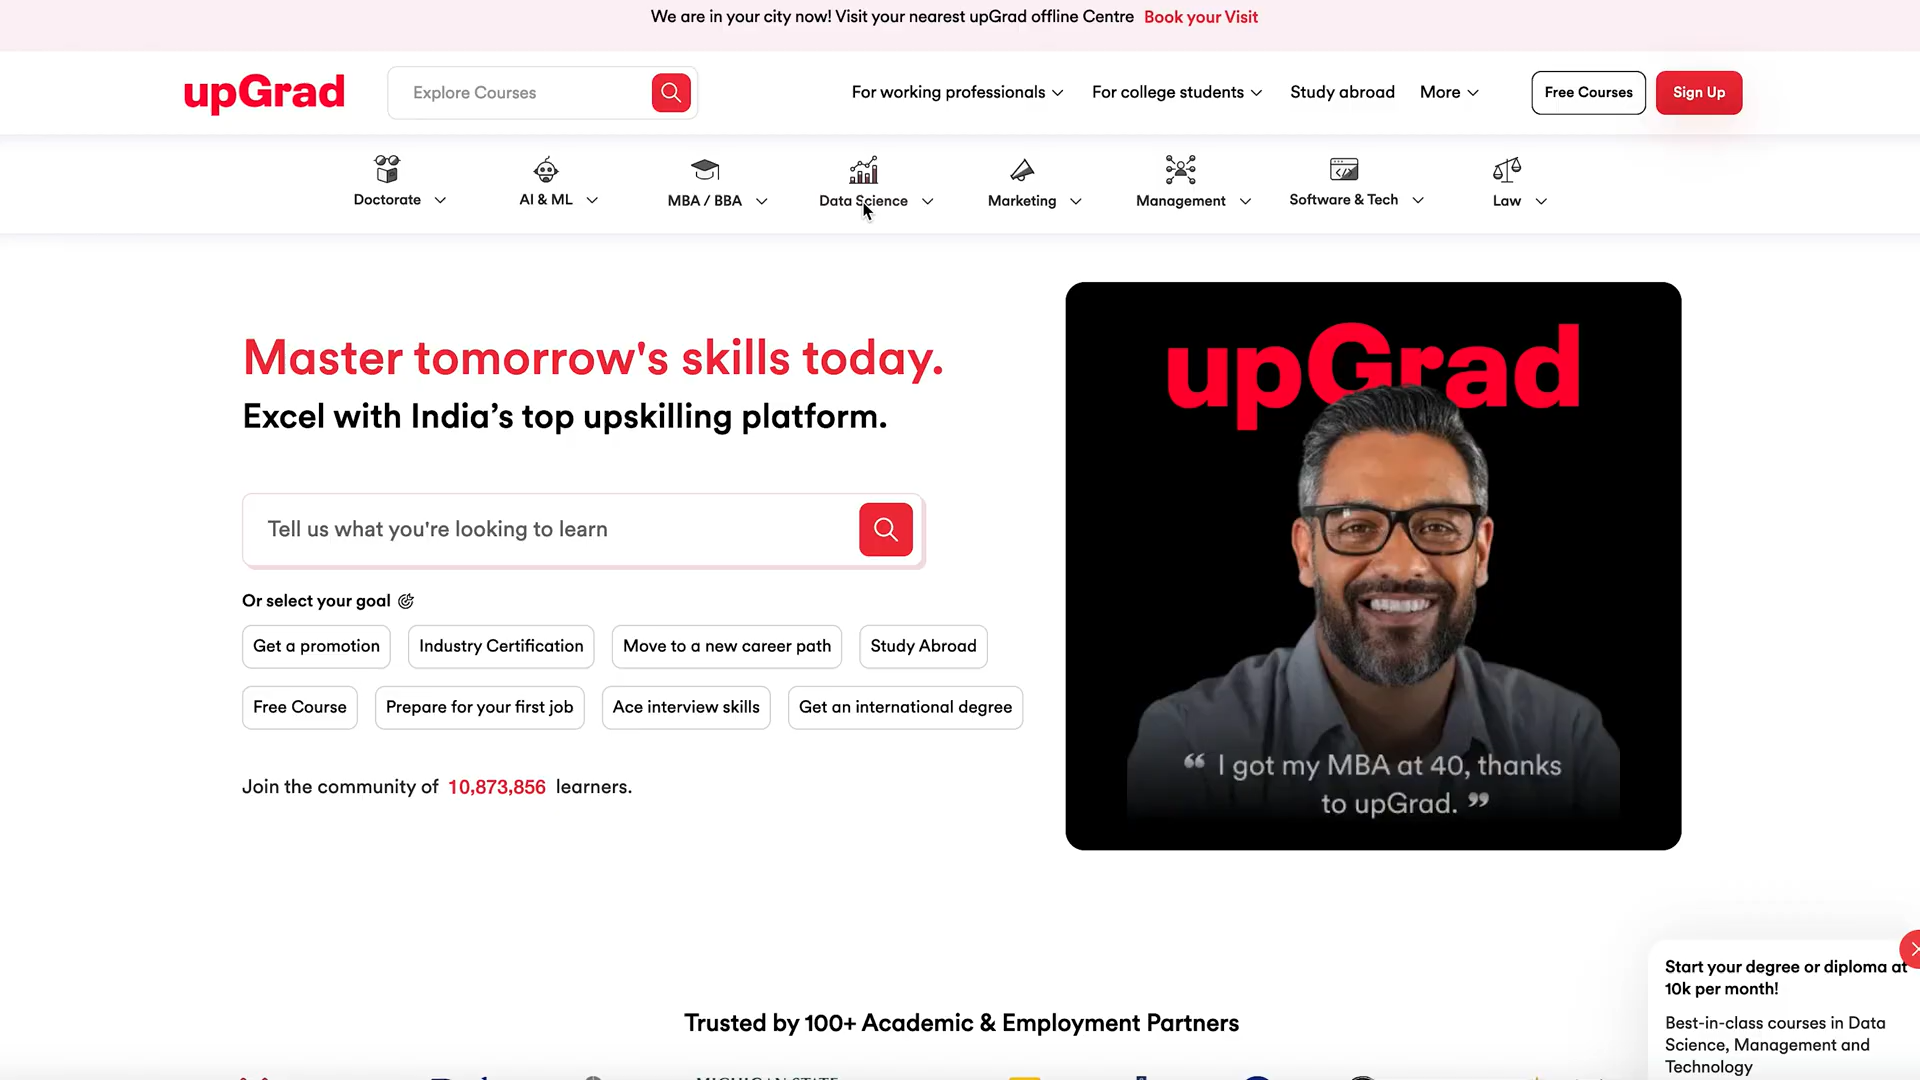 We are in your city now! Visit your nearest upGrad offline Centre Book your Visit
upGrad
Explore Courses
For working professionals
For college students
Study abroad
More
Free Courses
Sign Up
Doctorate
AI & ML
MBA / BBA
Data Science
Marketing
Management
Software & Tech
Law
Master tomorrow's skills today.
Excel with India’s top upskilling platform.
Tell us what you're looking to learn
Or select your goal
Get a promotion
Industry Certification
Move to a new career path
Study Abroad
Free Course
Prepare for your first job
Ace interview skills
Get an international degree
Join the community of 10,873,856 learners.
upGrad
“ I got my MBA at 40, thanks
to upGrad. ”
Trusted by 100+ Academic & Employment Partners
Start your degree or diploma at
10k per month!
Best-in-class courses in Data
Science, Management and
Technology
MICHIGAN STATE